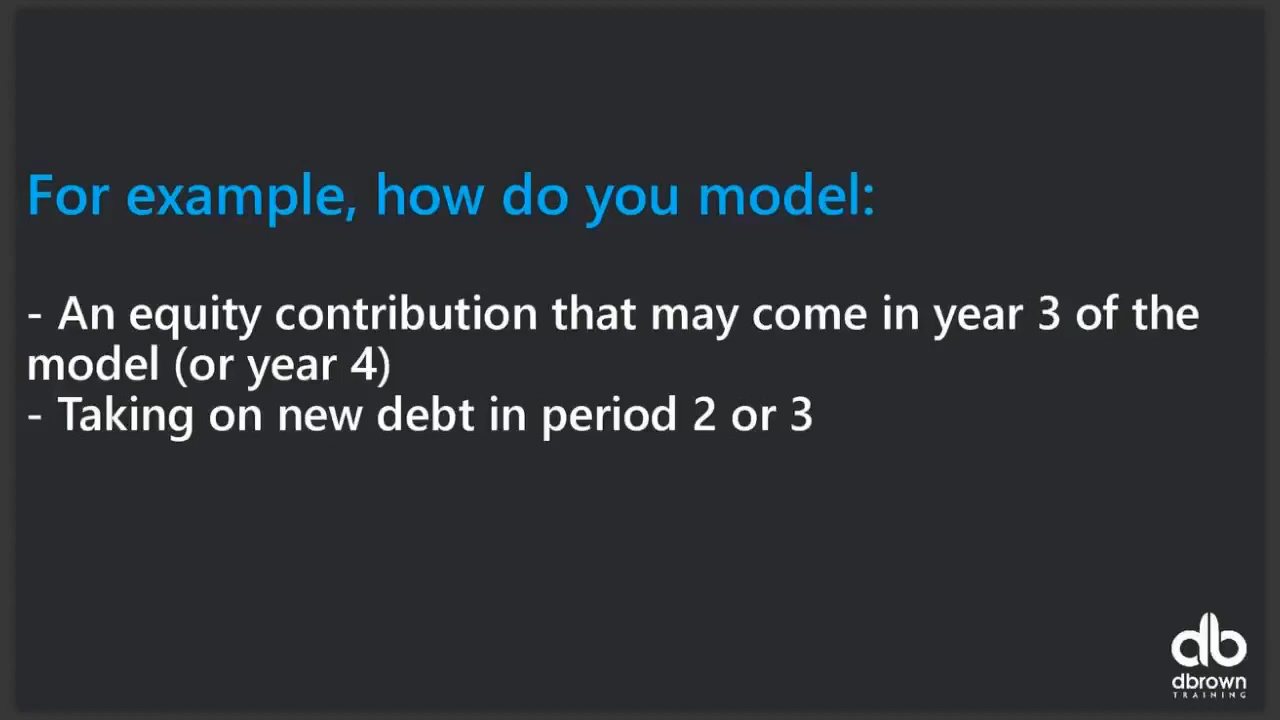 For example, how do you model:
- An equity contribution that may come in year 3 of the
model (or year 4)
- Taking on new debt in period 2 or 3
db
dbrown
TRAINING